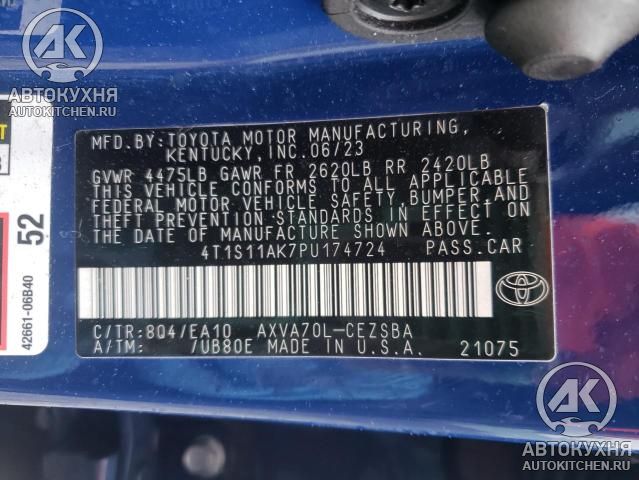 АВТОКУХНЯ
AUTOKITCHEN.RU
MFD.BY:TOYOTA MOTOR MANUFACTURING,
KENTUCKY,INC.06/23
GVWR 4475LB GAWR FR 2620LB RR 2420LB
THIS VEHICLE CONFORMS TO ALL APPLICABLE
FEDERAL MOTOR VEHICLE SAFETY,BUMPER,AND
THEFT PREVENTION STANDARDS IN EFFECT ON
THE DATE OF MANUFACTURE SHOWN ABOVE.
4T1S11AK7PU174724 PASS.CAR
C/TR:8Q4/EA10 AXVA70L-CEZSBA
A/TM: /UB80E MADE IN U.S.A. 21075
52
42661-06B40
АК
АВТОКУХНЯ
AUTOKITCHEN.RU